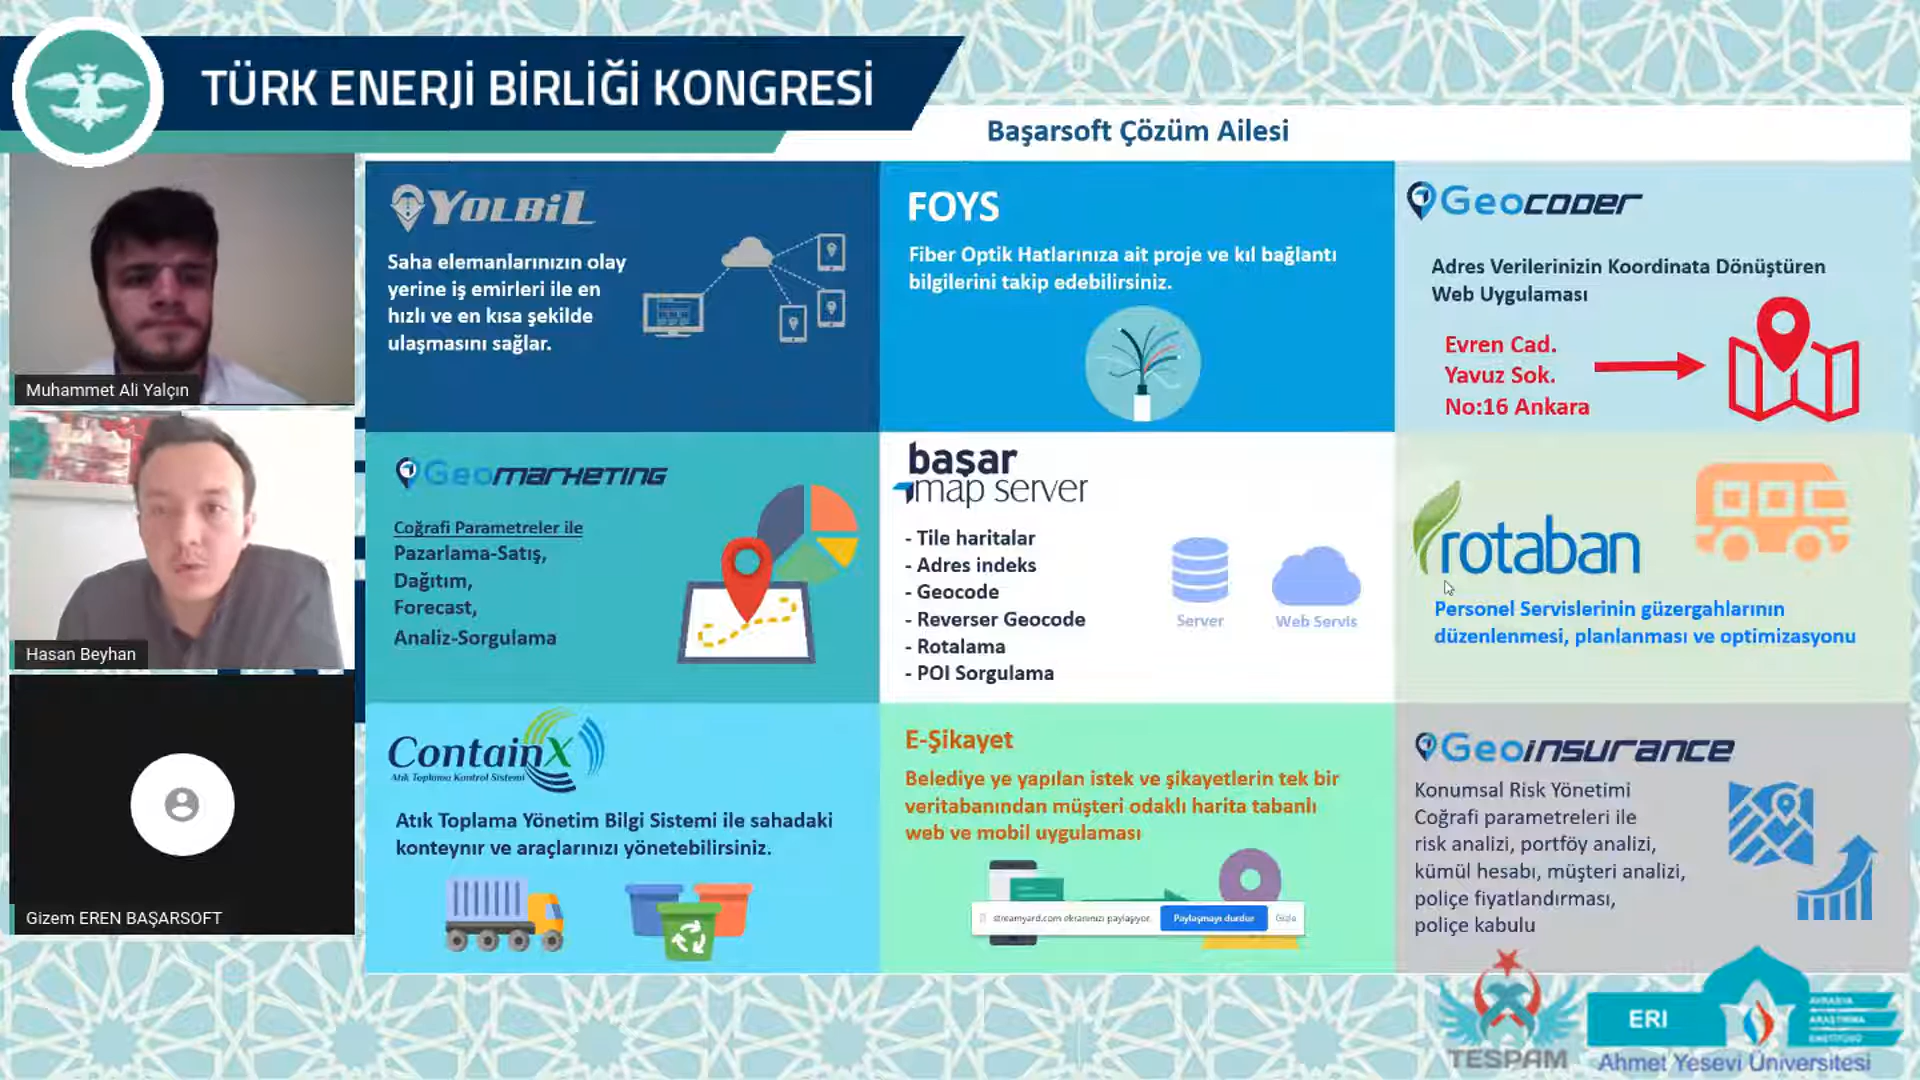 TÜRK ENERJİ BİRLİĞİ KONGRESİ
Başarsoft Çözüm Ailesi
Muhammet Ali Yalçın
Hasan Beyhan
Gizem EREN BAŞARSOFT
YOLBİL
Saha elemanlarınızın olay
yerine iş emirleri ile en
hızlı ve en kısa şekilde
ulaşmasını sağlar.
FOYS
Fiber Optik Hatlarınıza ait proje ve kıl bağlantı
bilgilerini takip edebilirsiniz.
Geocoder
Adres Verilerinizin Koordinata Dönüştüren
Web Uygulaması
Evren Cad.
Yavuz Sok.
No:16 Ankara
Geomarketing
Coğrafi Parametreler ile
Pazarlama-Satış,
Dağıtım,
Forecast,
Analiz-Sorgulama
başar
map server
- Tile haritalar
- Adres indeks
- Geocode
- Reverser Geocode
- Rotalama
- POI Sorgulama
Server
Web Servis
rotaban
Personel Servislerinin güzergahlarının
düzenlenmesi, planlanması ve optimizasyonu
ContainX
Atık Toplama Kontrol Sistemi
Atık Toplama Yönetim Bilgi Sistemi ile sahadaki
konteynır ve araçlarınızı yönetebilirsiniz.
E-Şikayet
Belediye ye yapılan istek ve şikayetlerin tek bir
veritabanından müşteri odaklı harita tabanlı
web ve mobil uygulaması
streamyard.com ekranınızı paylaşıyor.
Paylaşmayı durdur
Gizle
Geoinsurance
Konumsal Risk Yönetimi
Coğrafi parametreleri ile
risk analizi, portföy analizi,
kümül hesabı, müşteri analizi,
poliçe fiyatlandırması,
poliçe kabulu
TESPAM
ERI
AVRASYA
ARAŞTIRMA
ENSTİTÜSÜ
Ahmet Yesevi Üniversitesi